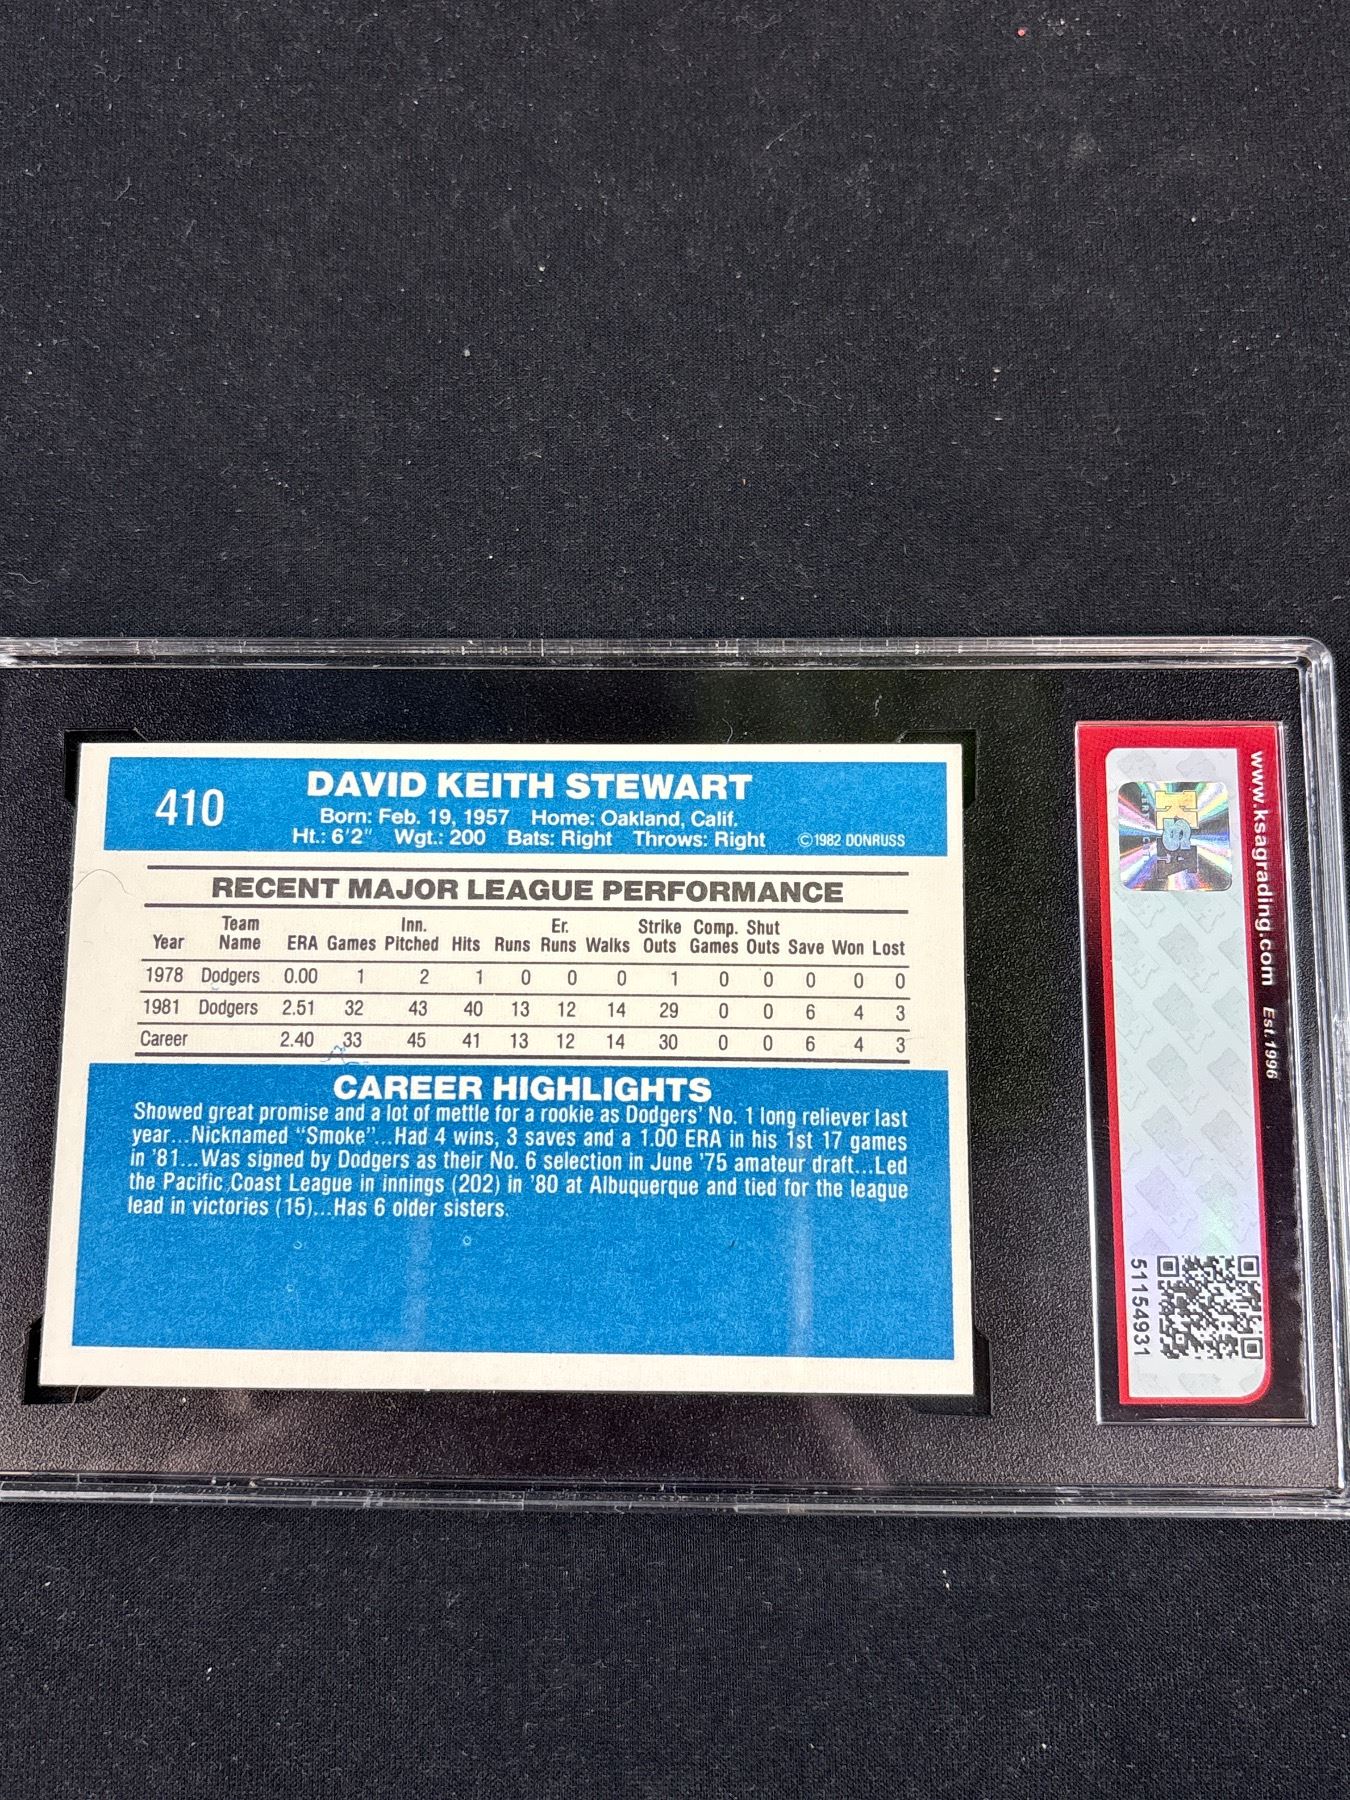 410
DAVID KEITH STEWART
Born: Feb. 19, 1957 Home: Oakland, Calif.
Ht.: 6'2" Wgt.: 200 Bats: Right Throws: Right ©1982 DONRUSS
RECENT MAJOR LEAGUE PERFORMANCE
Year Team Name ERA Games Inn. Pitched Hits Runs Er. Runs Walks Strike Outs Comp. Games Shut Outs Save Won Lost
1978 Dodgers 0.00 1 2 1 0 0 0 1 0 0 0 0 0
1981 Dodgers 2.51 32 43 40 13 12 14 29 0 0 6 4 3
Career 2.40 33 45 41 13 12 14 30 0 0 6 4 3
CAREER HIGHLIGHTS
Showed great promise and a lot of mettle for a rookie as Dodgers' No. 1 long reliever last
year...Nicknamed "Smoke"...Had 4 wins, 3 saves and a 1.00 ERA in his 1st 17 games
in '81...Was signed by Dodgers as their No. 6 selection in June '75 amateur draft...Led
the Pacific Coast League in innings (202) in '80 at Albuquerque and tied for the league
lead in victories (15)...Has 6 older sisters.
www.ksagrading.com Est 1996
KSA
51154931